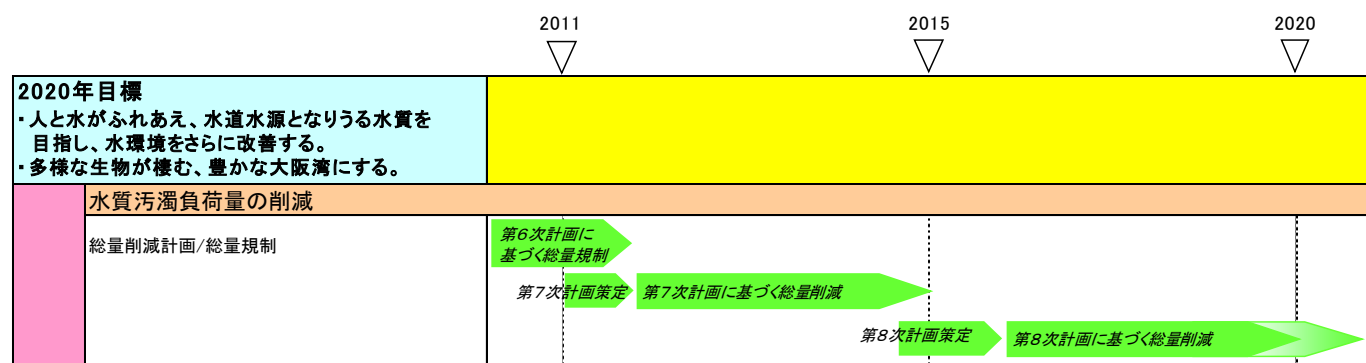 2011
2015
2020
2020年目標
・人と水がふれあえ、水道水源となりうる水質を
目指し、水環境をさらに改善する。
・多様な生物が棲む、豊かな大阪湾にする。
水質汚濁負荷量の削減
総量削減計画/総量規制
第6次計画に
基づく総量規制
第7次計画策定
第7次計画に基づく総量削減
第8次計画策定
第8次計画に基づく総量削減